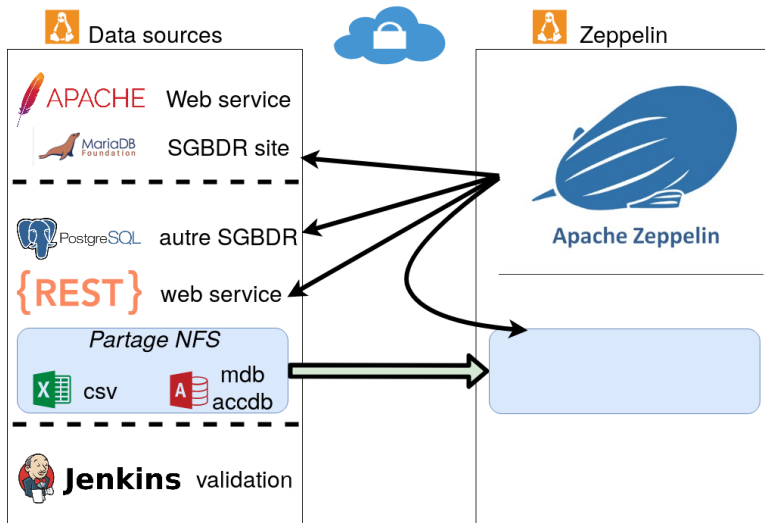 Data sources
Zeppelin
APACHE Web service
MariaDB
Foundation
SGBDR site
PostgreSQL autre SGBDR
{REST} web service
Partage NFS
X csv
A mdb
accdb
Jenkins validation
Apache Zeppelin